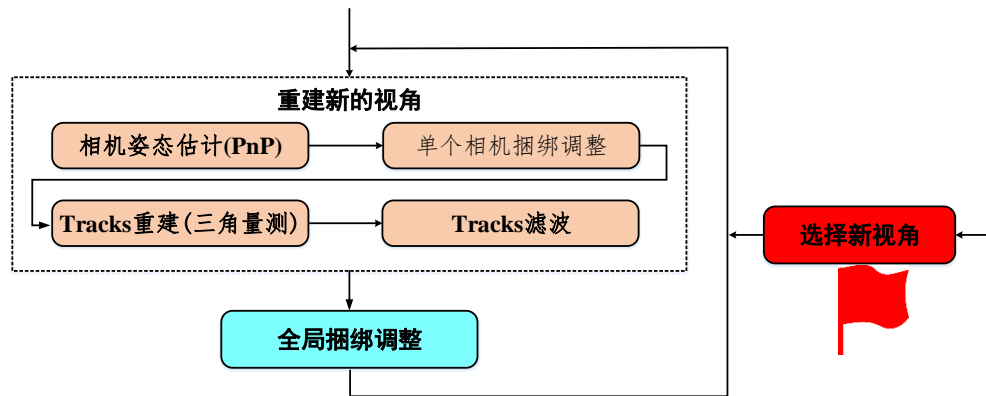 重建新的视角
相机姿态估计(PnP)
单个相机捆绑调整
Tracks重建(三角量测)
Tracks滤波
选择新视角
全局捆绑调整